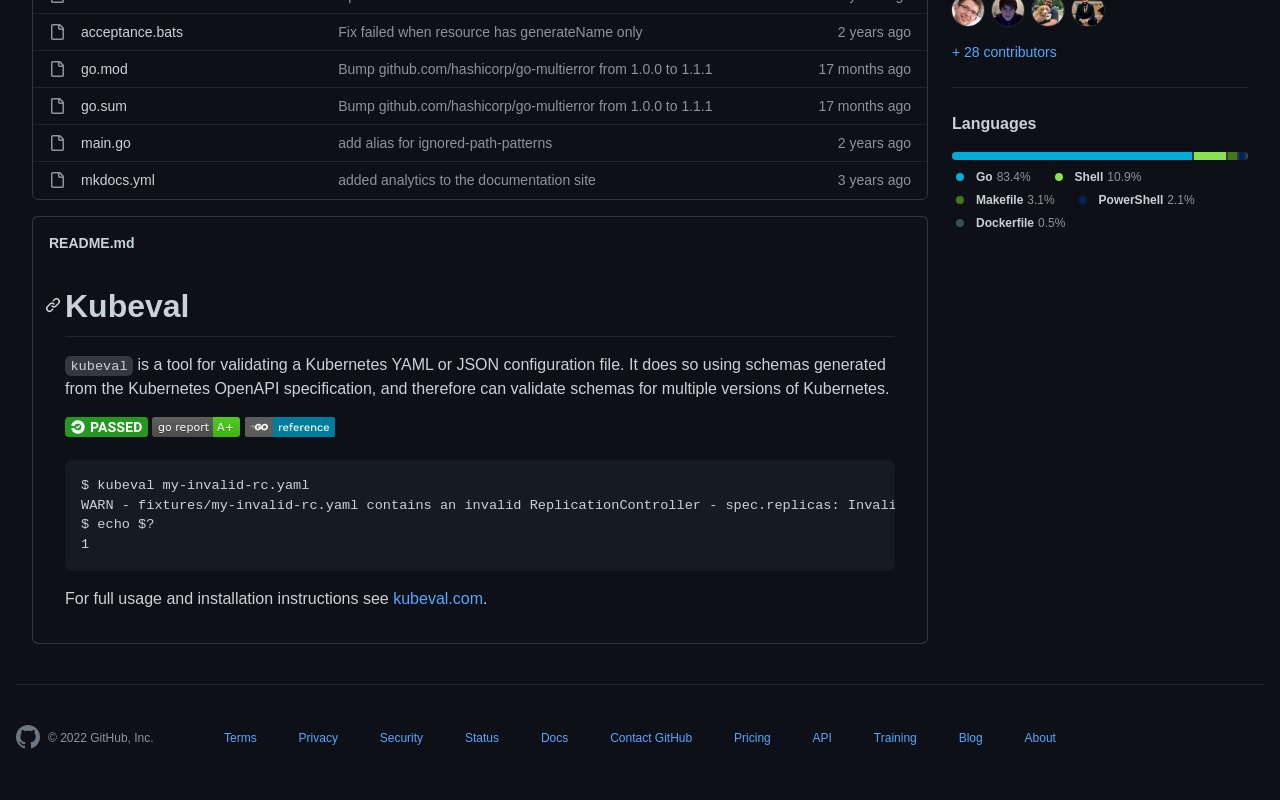 acceptance.bats Fix failed when resource has generateName only 2 years ago
go.mod Bump github.com/hashicorp/go-multierror from 1.0.0 to 1.1.1 17 months ago
go.sum Bump github.com/hashicorp/go-multierror from 1.0.0 to 1.1.1 17 months ago
main.go add alias for ignored-path-patterns 2 years ago
mkdocs.yml added analytics to the documentation site 3 years ago
README.md
Kubeval
kubeval is a tool for validating a Kubernetes YAML or JSON configuration file. It does so using schemas generated
from the Kubernetes OpenAPI specification, and therefore can validate schemas for multiple versions of Kubernetes.
PASSED go report A+ GO reference
$ kubeval my-invalid-rc.yaml
WARN - fixtures/my-invalid-rc.yaml contains an invalid ReplicationController - spec.replicas: Invali
$ echo $?
1
For full usage and installation instructions see kubeval.com.
+ 28 contributors
Languages
Go 83.4% Shell 10.9%
Makefile 3.1% PowerShell 2.1%
Dockerfile 0.5%
© 2022 GitHub, Inc. Terms Privacy Security Status Docs Contact GitHub Pricing API Training Blog About